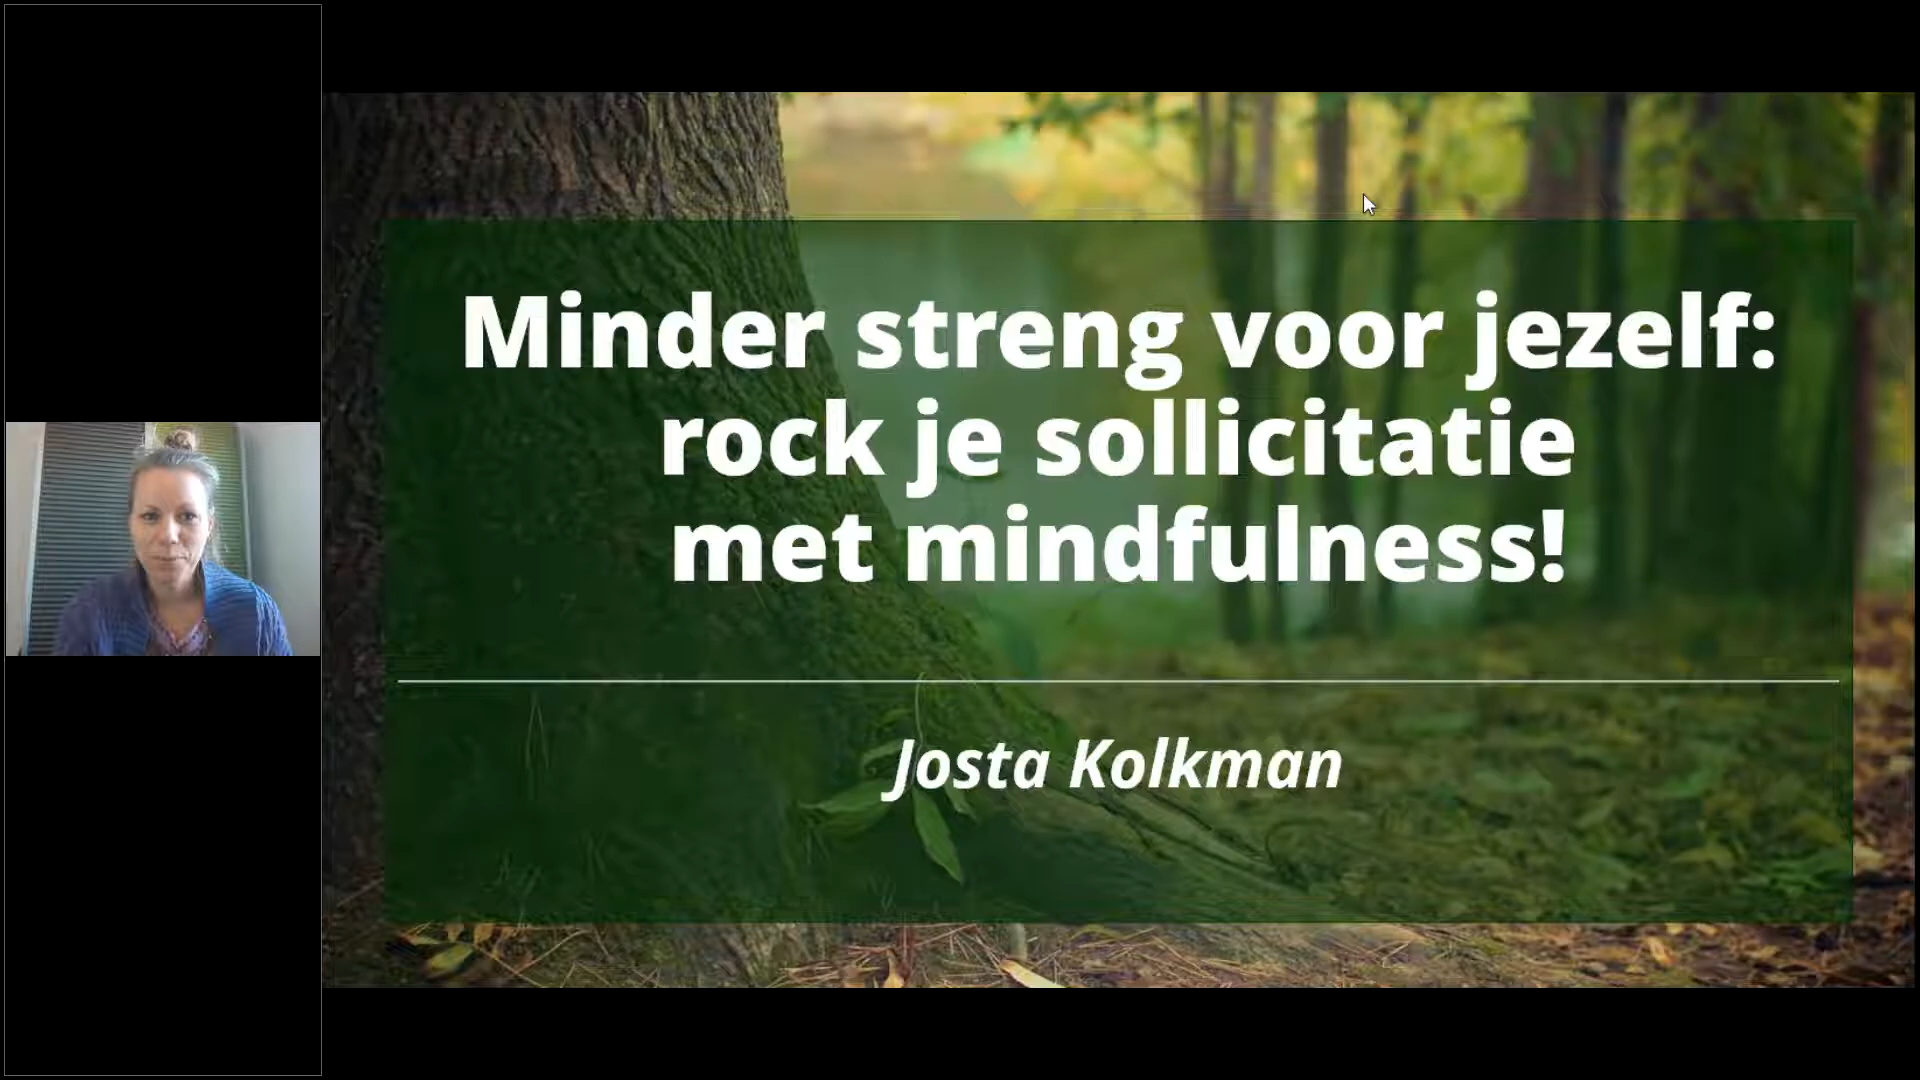 Minder streng voor jezelf:
rock je sollicitatie
met mindfulness!
Josta Kolkman